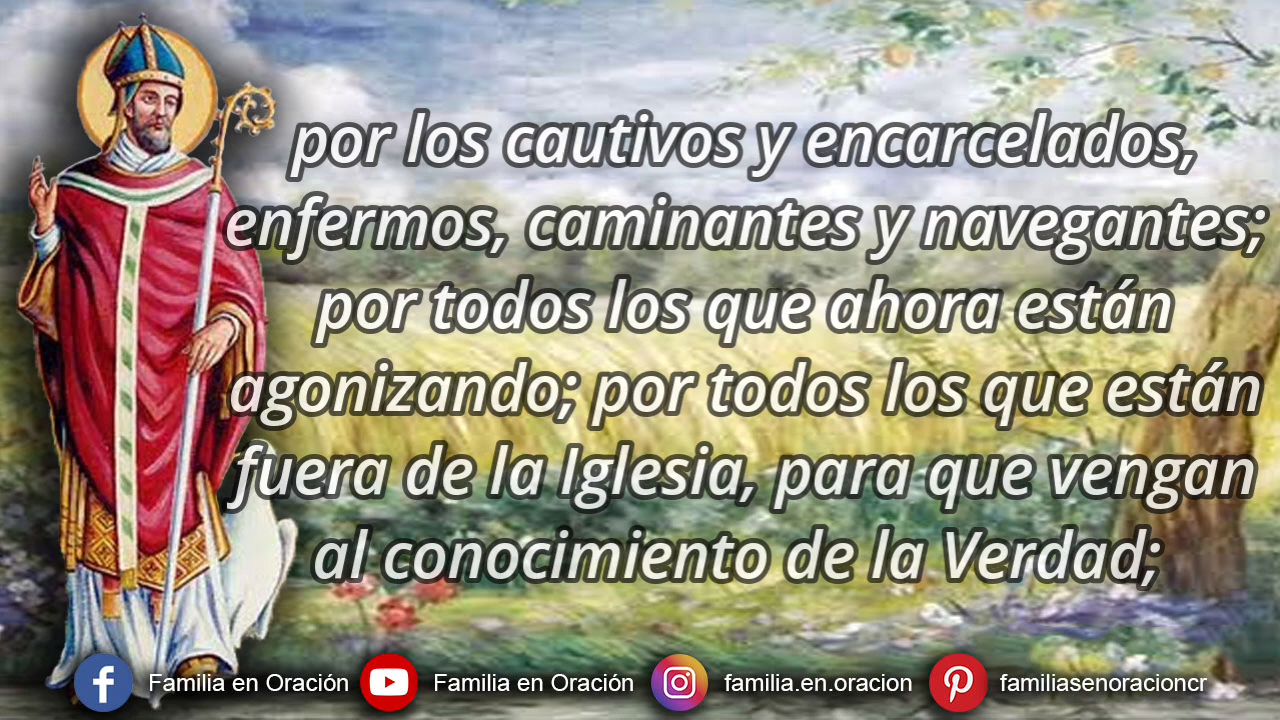 por los cautivos y encarcelados,
enfermos, caminantes y navegantes;
por todos los que ahora están
agonizando; por todos los que están
fuera de la Iglesia, para que vengan
al conocimiento de la Verdad;
Familia en Oración Familia en Oración familia.en.oracion familiasenoracioncr